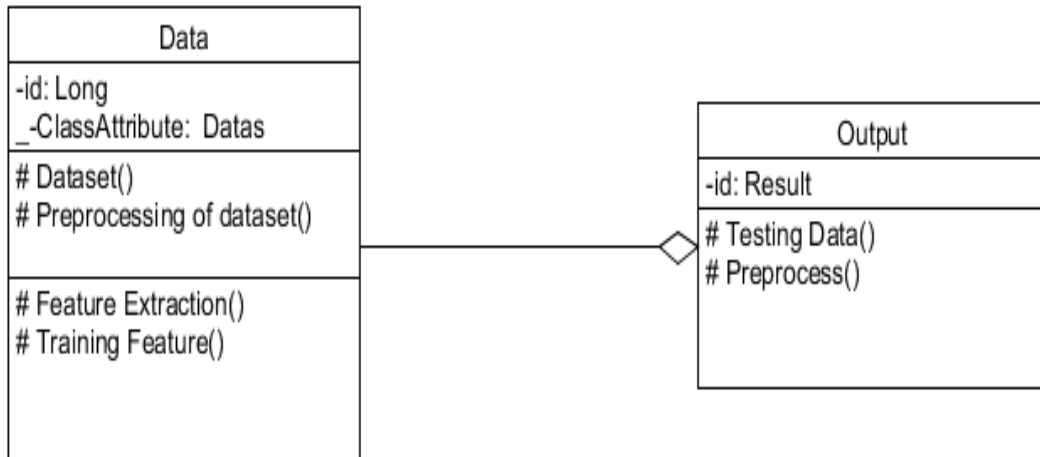 Data
-id: Long
_-ClassAttribute: Datas
# Dataset()
# Preprocessing of dataset()
# Feature Extraction()
# Training Feature()
Output
-id: Result
# Testing Data()
# Preprocess()